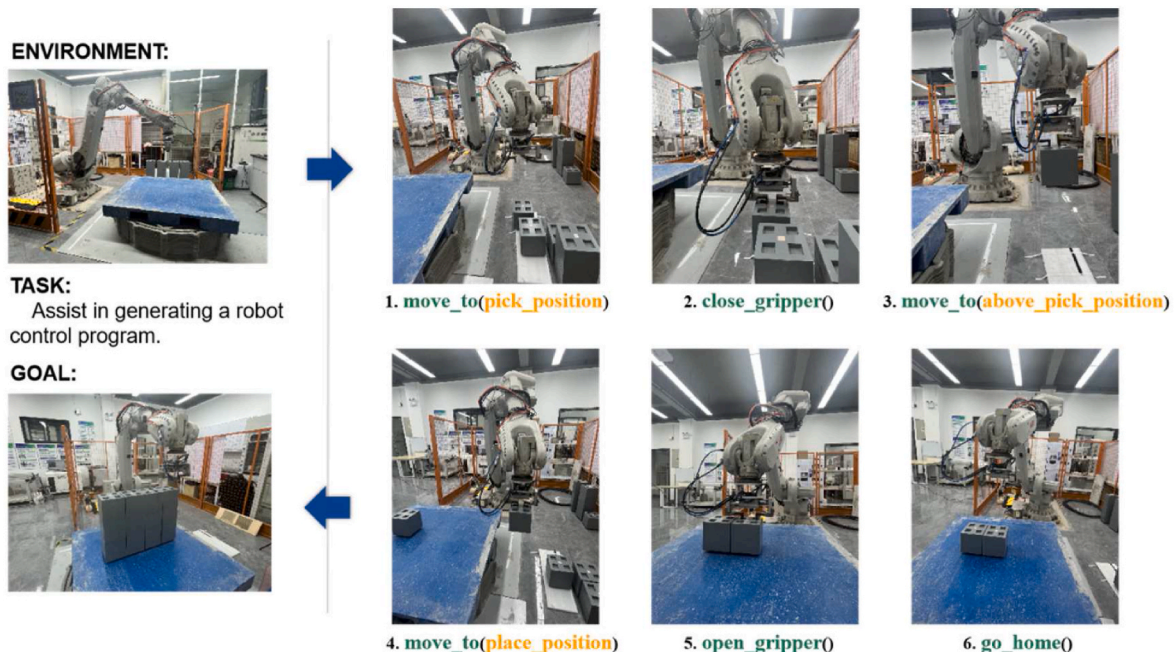 ENVIRONMENT:
TASK:
Assist in generating a robot
control program.
GOAL:
1. move_to(pick_position)
2. close_gripper()
3. move_to(above_pick_position)
4. move_to(place_position)
5. open_gripper()
6. go_home()